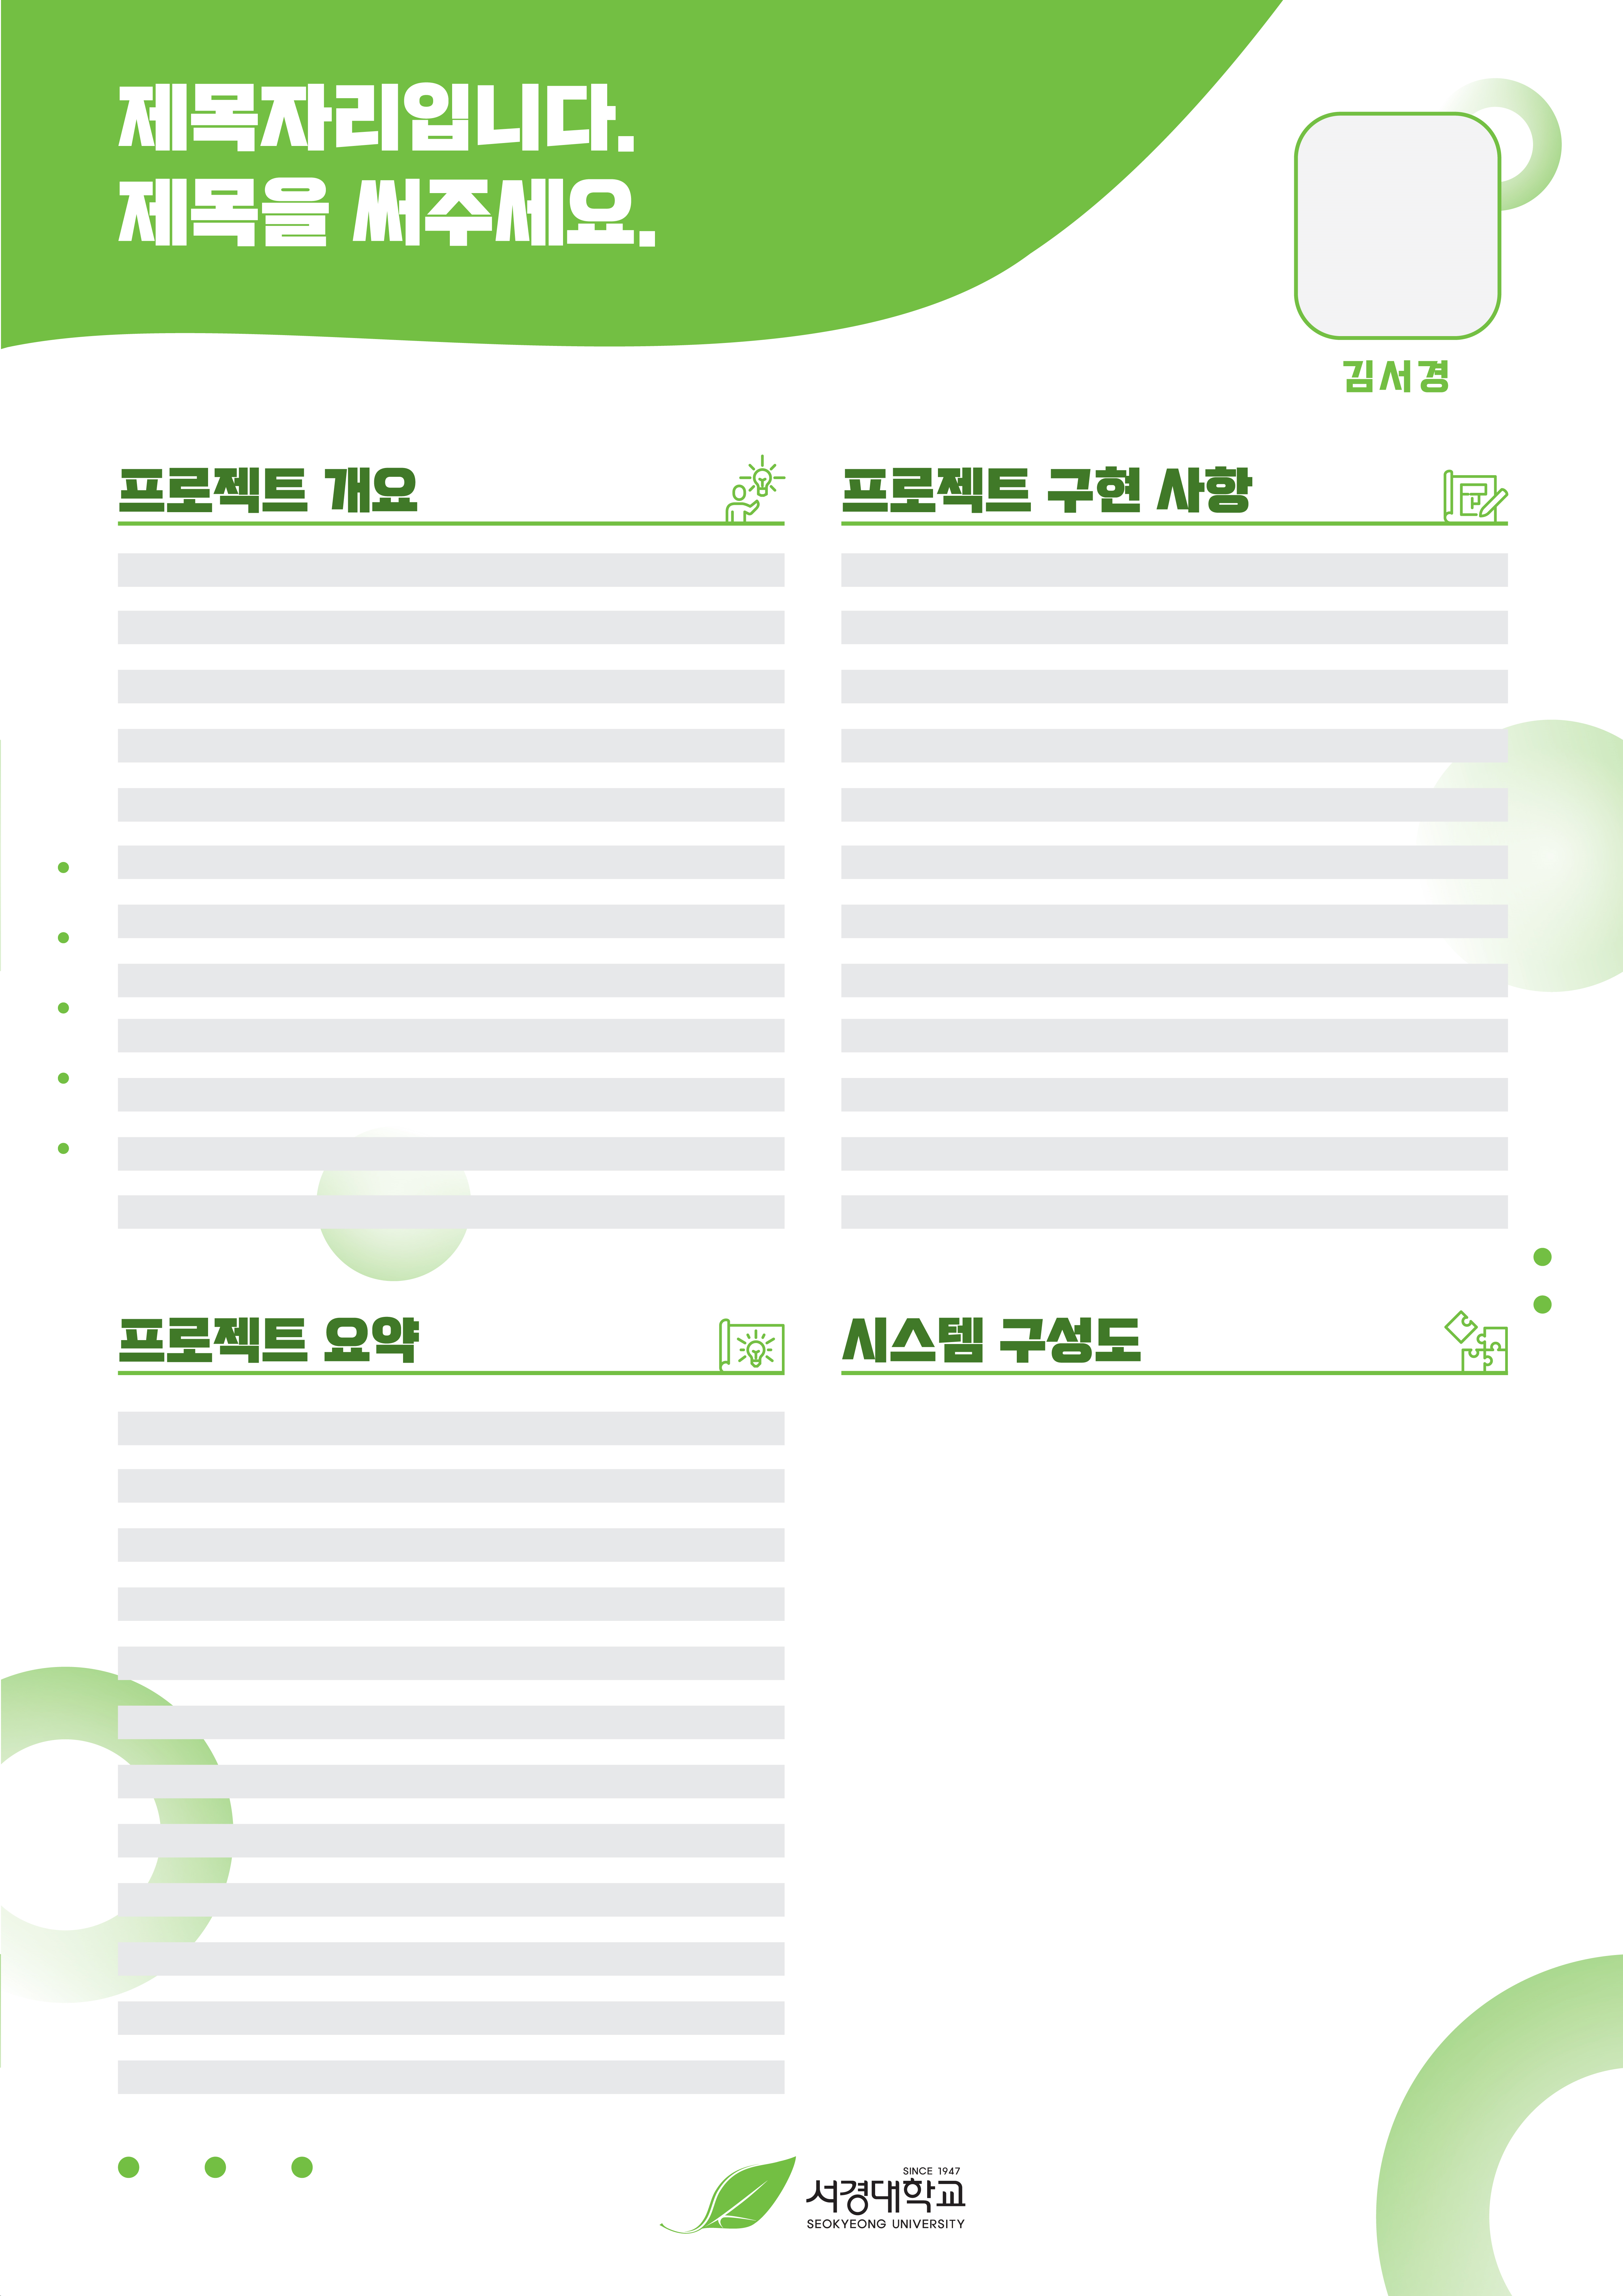 제목자리입니다.
제목을 써주세요.
김서경
프로젝트 개요
프로젝트 구현 사항
프로젝트 요약
시스템 구성도
SINCE 1947
서경대학교
SEOKYEONG UNIVERSITY